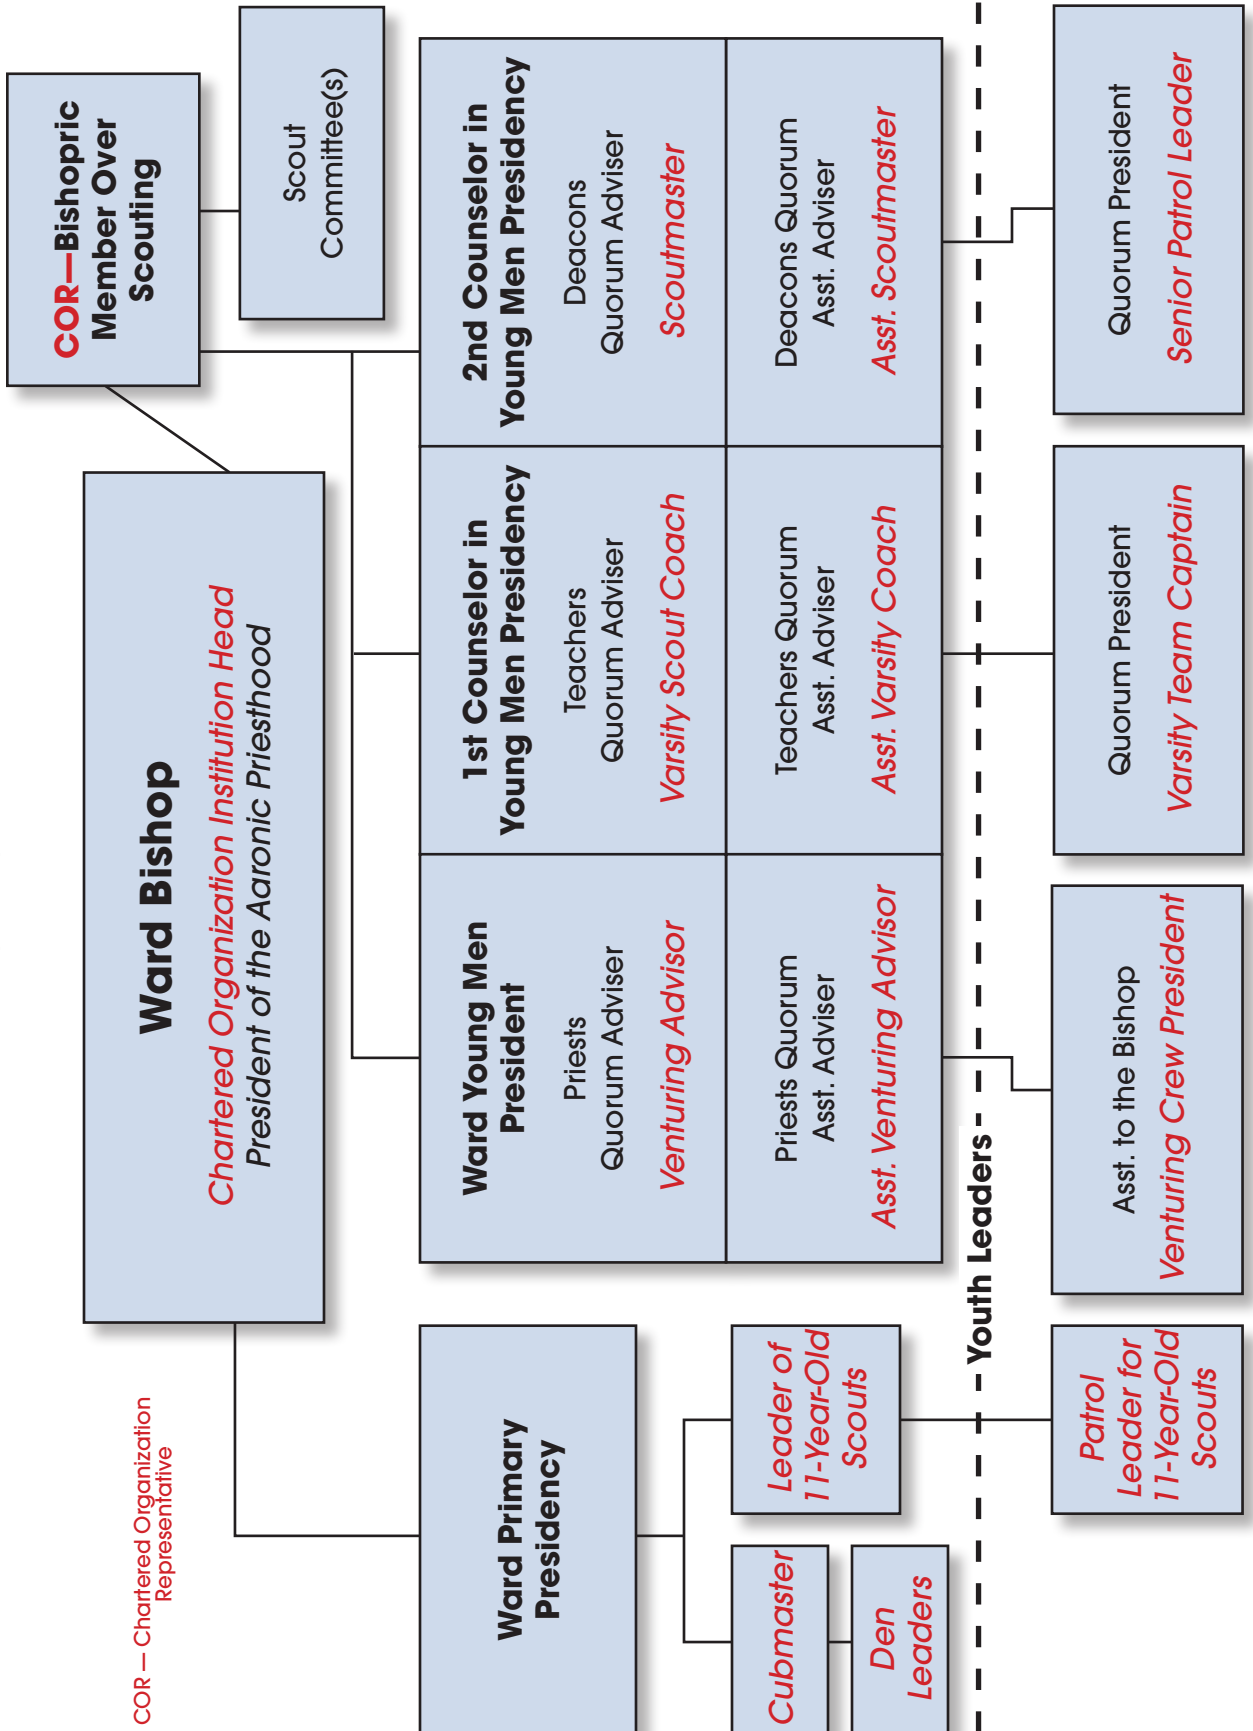 COR — Chartered Organization
Representative
Ward Bishop
Chartered Organization Institution Head
President of the Aaronic Priesthood
COR—Bishopric
Member Over
Scouting
Scout
Committee(s)
Ward Primary
Presidency
Cubmaster
Den
Leaders
Leader of
11-Year-Old
Scouts
Ward Young Men
President
Priests
Quorum Adviser
Venturing Advisor
Priests Quorum
Asst. Adviser
Asst. Venturing Advisor
1st Counselor in
Young Men Presidency
Teachers
Quorum Adviser
Varsity Scout Coach
Teachers Quorum
Asst. Adviser
Asst. Varsity Coach
2nd Counselor in
Young Men Presidency
Deacons
Quorum Adviser
Scoutmaster
Deacons Quorum
Asst. Adviser
Asst. Scoutmaster
Youth Leaders
Patrol
Leader for
11-Year-Old
Scouts
Asst. to the Bishop
Venturing Crew President
Quorum President
Varsity Team Captain
Quorum President
Senior Patrol Leader